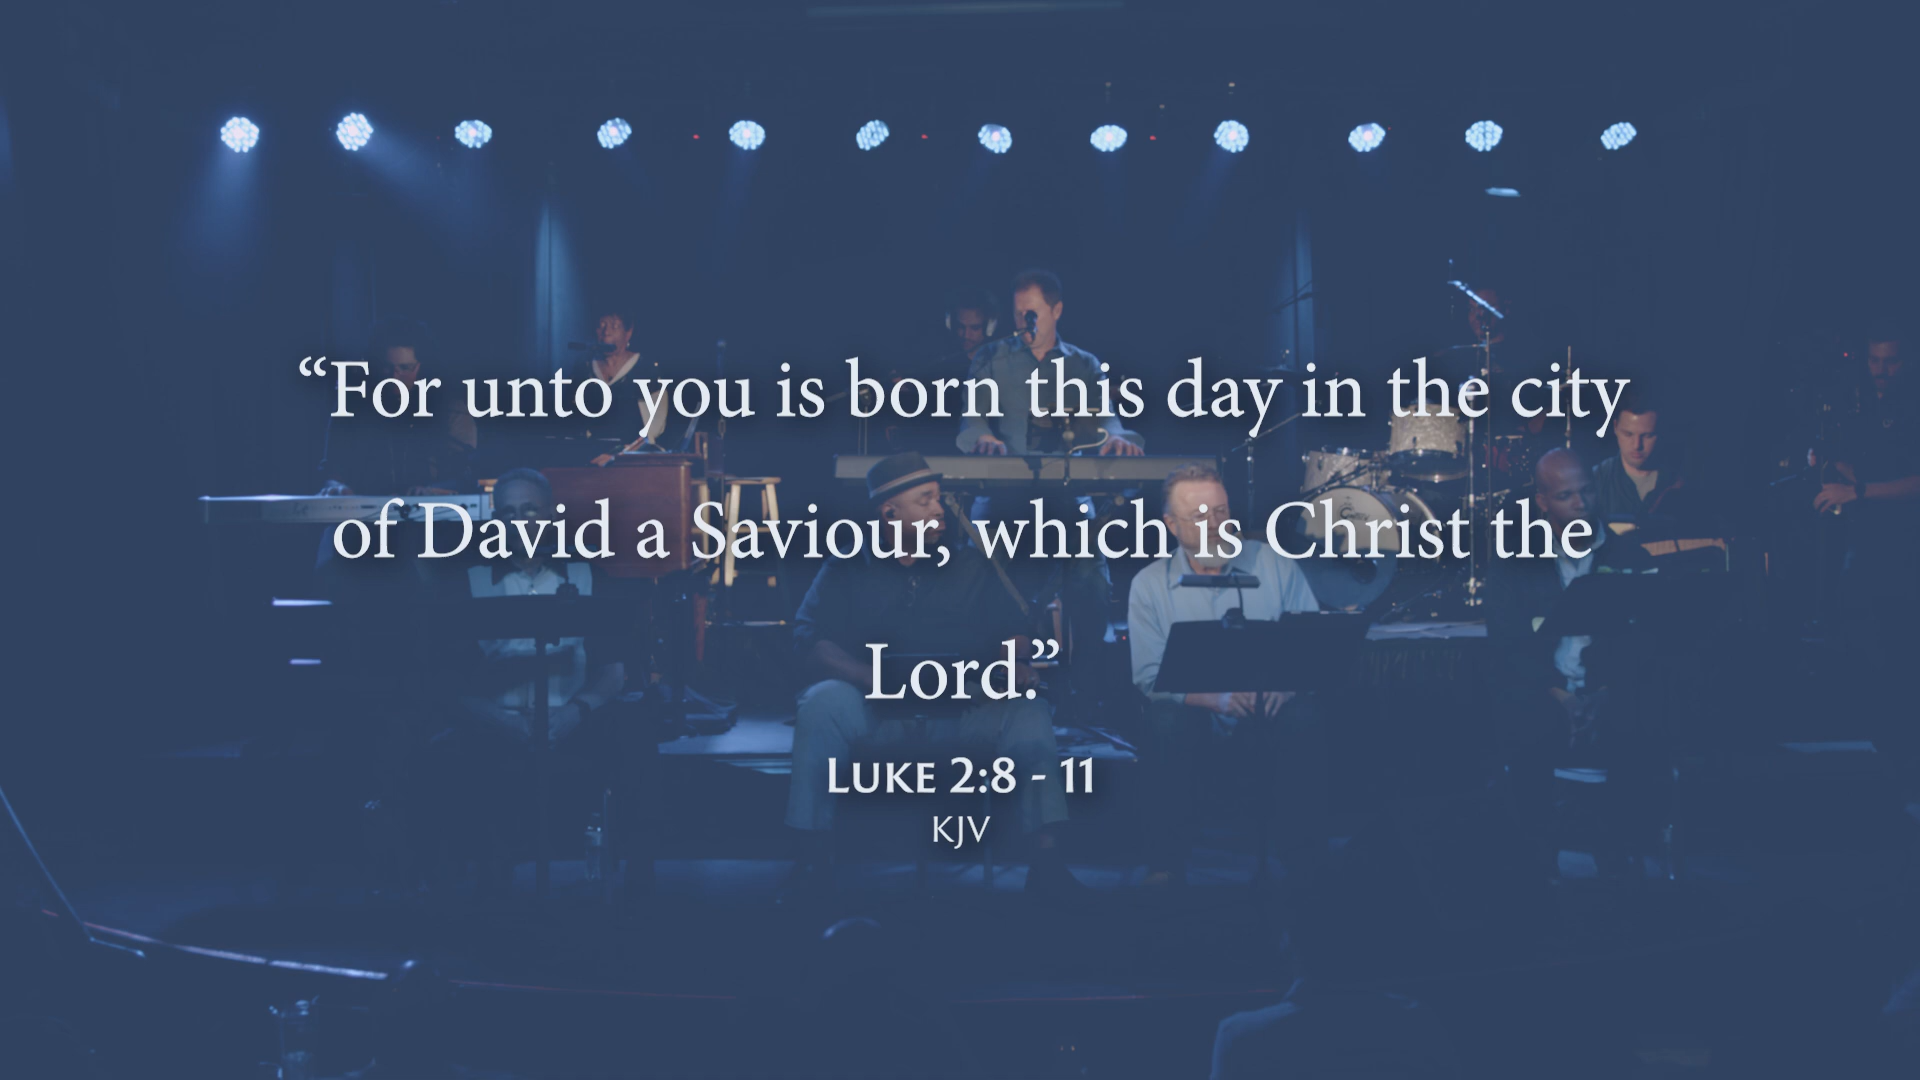 “For unto you is born this day in the city
of David a Saviour, which is Christ the
Lord.”
LUKE 2:8 - 11
KJV